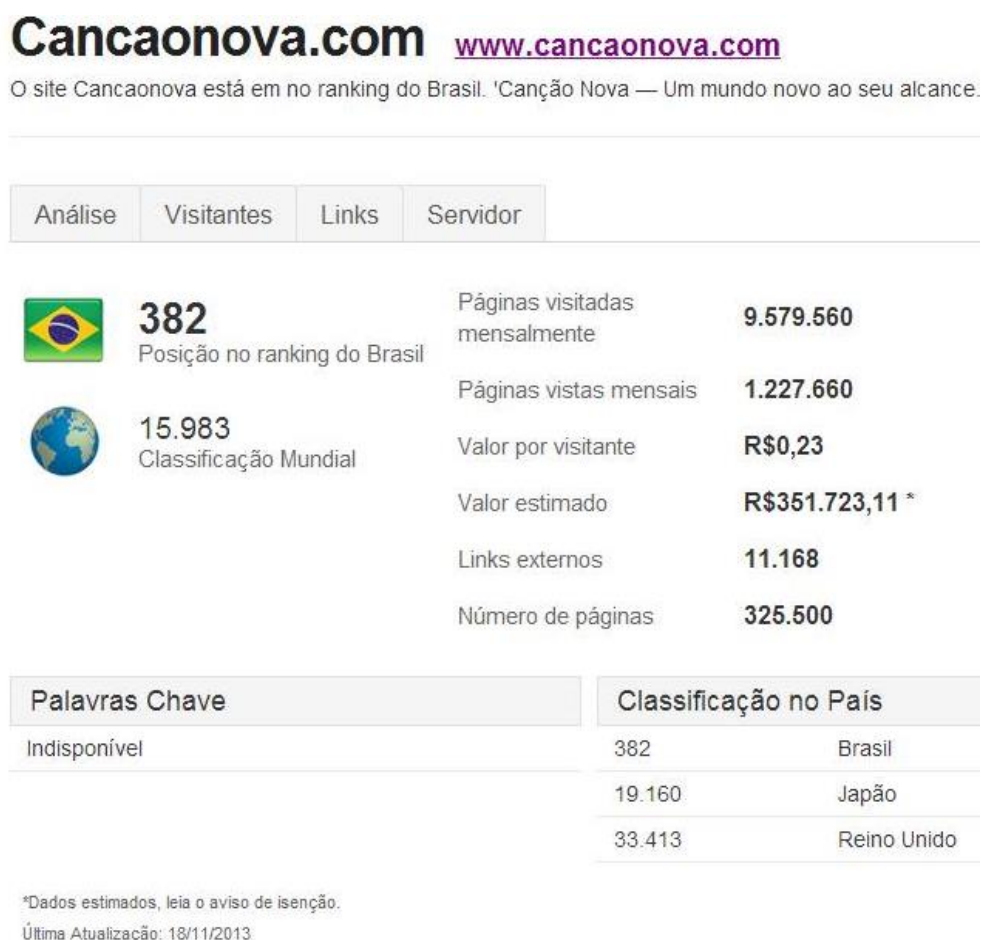 Cancaonova.com www.cancaonova.com
O site Cancaonova está em no ranking do Brasil. 'Canção Nova — Um mundo novo ao seu alcance.
Análise Visitantes Links Servidor
382
Posição no ranking do Brasil
15.983
Classificação Mundial
Páginas visitadas
mensalmente 9.579.560
Páginas vistas mensais 1.227.660
Valor por visitante R$0,23
Valor estimado R$351.723,11 *
Links externos 11.168
Número de páginas 325.500
Palavras Chave
Indisponível
Classificação no País
382 Brasil
19.160 Japão
33.413 Reino Unido
*Dados estimados, leia o aviso de isenção.
Última Atualização: 18/11/2013